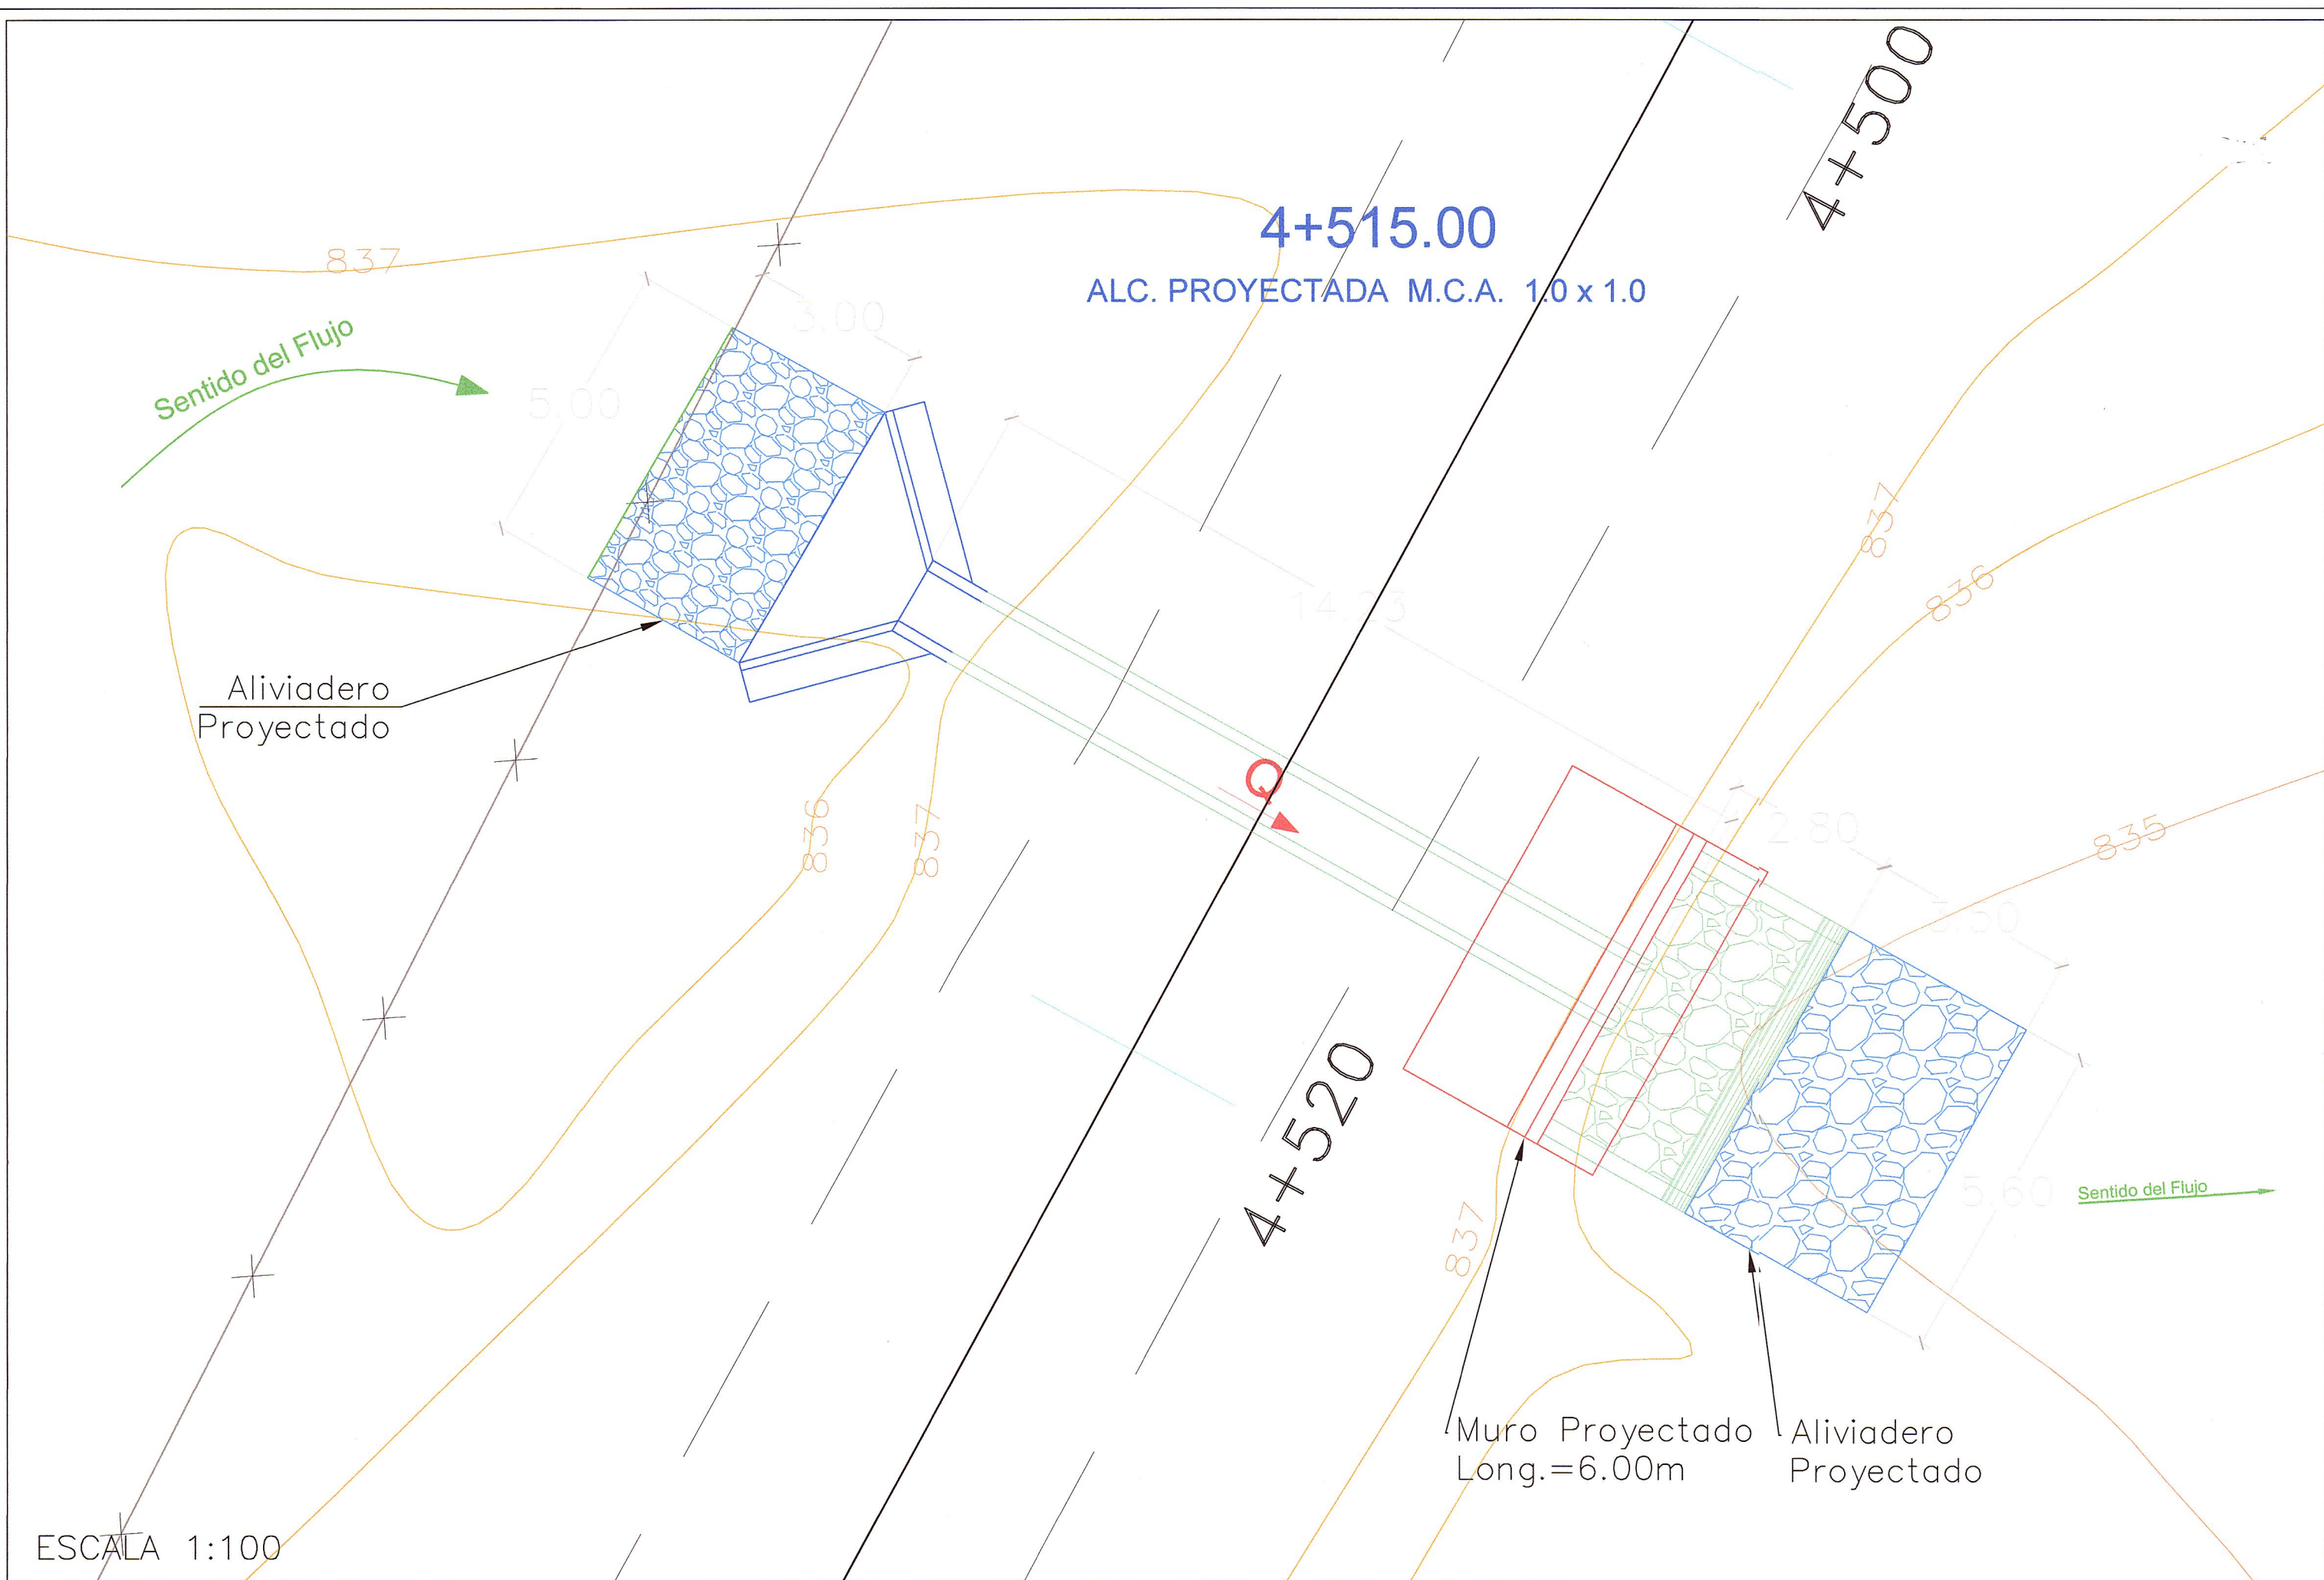 4+500
4+515.00
ALC. PROYECTADA M.C.A. 1.0 x 1.0
837
3.00
Sentido del Flujo
5.00
837
836
14.23
Aliviadero
Proyectado
Q
836
837
2.80
835
3.50
4+520
5.60
Sentido del Flujo
837
Muro Proyectado
Long.=6.00m
Aliviadero
Proyectado
ESCALA 1:100